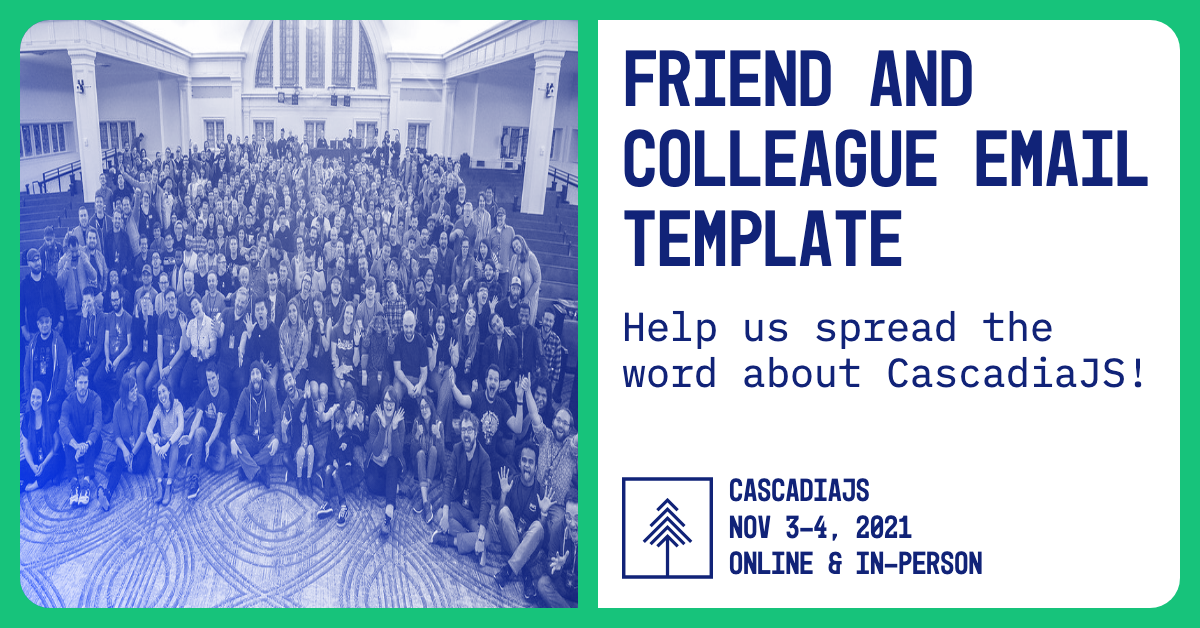 FRIEND AND
COLLEAGUE EMAIL
TEMPLATE
Help us spread the
word about CascadiaJS!
CASCADIAJS
NOV 3-4, 2021
ONLINE & IN-PERSON